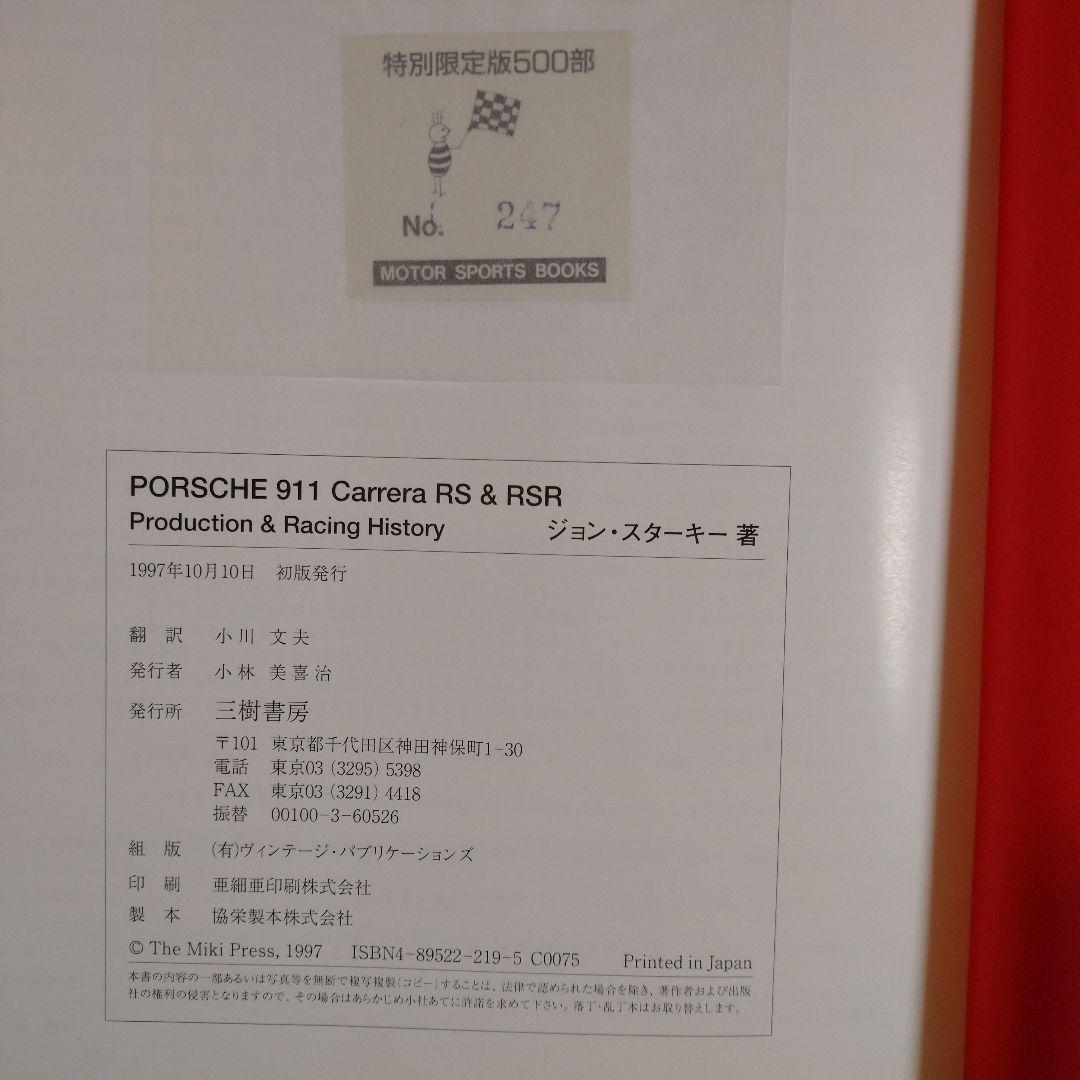 特別限定版500部
No. 247
MOTOR SPORTS BOOKS
PORSCHE 911 Carrera RS & RSR
Production & Racing History ジョン・スターキー 著
1997年10月10日 初版発行
翻 訳 小川 文夫
発行者 小林 美喜治
発行所 三樹書房
〒101 東京都千代田区神田神保町1-30
電話 東京03 (3295) 5398
FAX 東京03 (3291) 4418
振替 00100-3-60526
組 版 (有)ヴィンテージ・パブリケーションズ
印 刷 亜細亜印刷株式会社
製 本 協栄製本株式会社
© The Miki Press, 1997 ISBN4-89522-219-5 C0075 Printed in Japan
本書の内容の一部あるいは写真等を無断で複写複製(コピー)することは、法律で認められた場合を除き、著作者および出版
社の権利の侵害となりますので、その場合はあらかじめ小社あてに許諾を求めて下さい。落丁・乱丁本はお取り替えします。